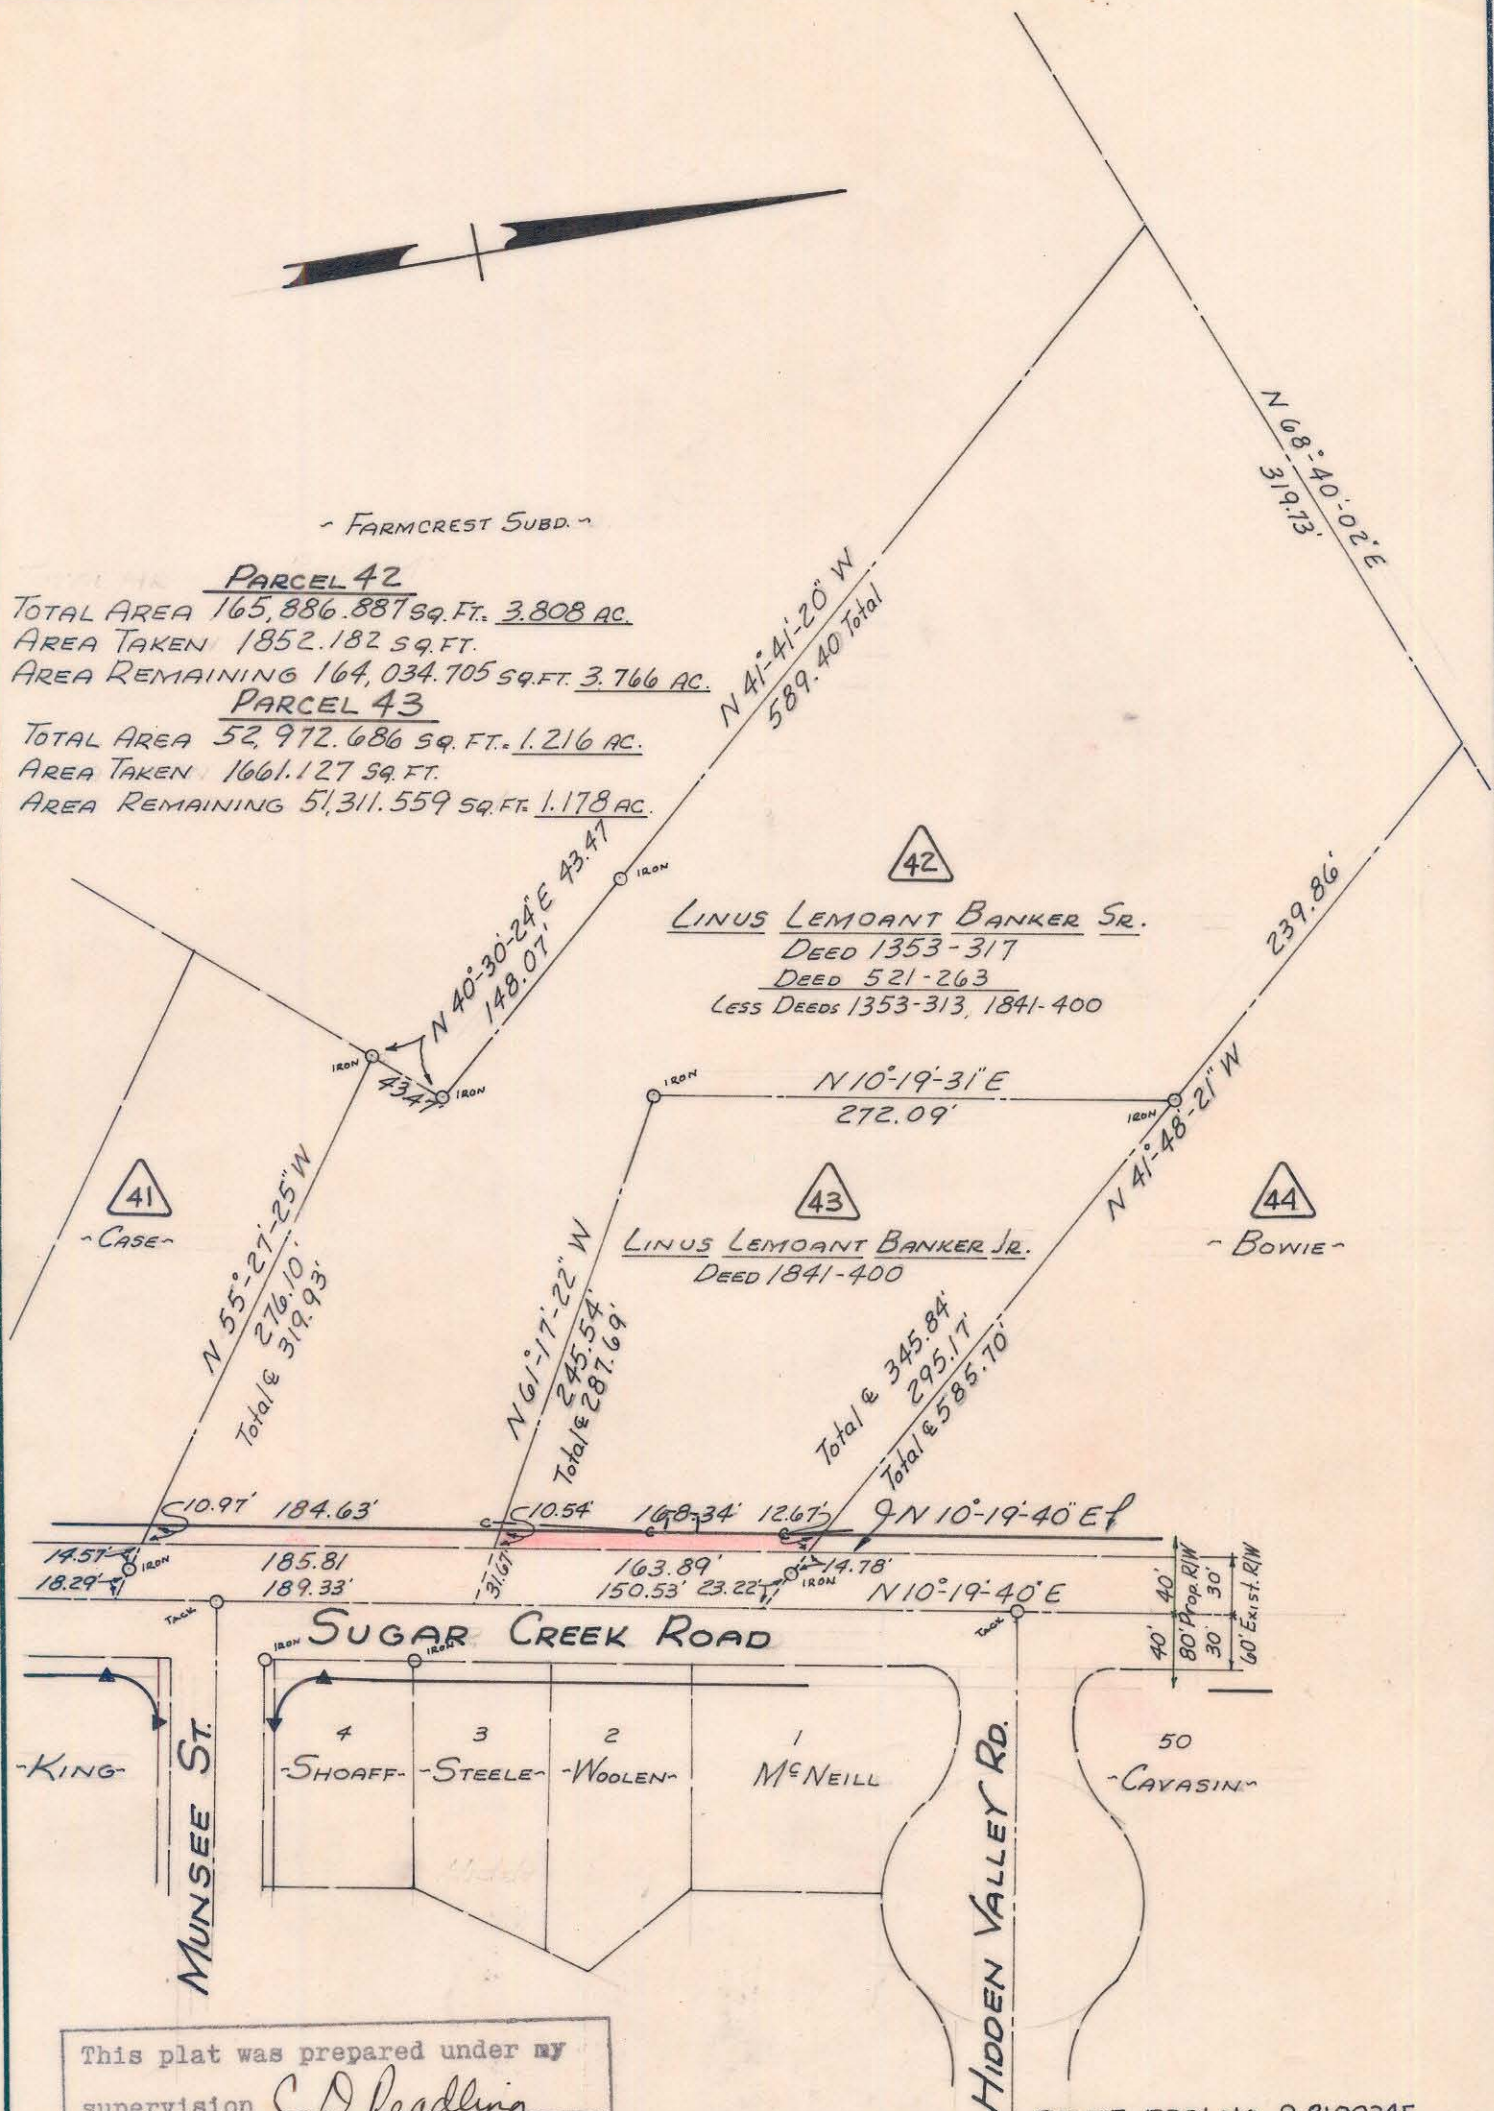 N 68°-40'-02" E
319.73'
~ FARMCREST SUBD. ~
PARCEL 42
TOTAL AREA 165,886.887 SQ. FT. = 3.808 AC.
AREA TAKEN 1852.182 SQ. FT.
AREA REMAINING 164,034.705 SQ. FT. 3.766 AC.
PARCEL 43
TOTAL AREA 52,972.686 SQ. FT. = 1.216 AC.
AREA TAKEN 1661.127 SQ. FT.
AREA REMAINING 51,311.559 SQ. FT. 1.178 AC.
N 41°-41'-20" W
589.40 Total
IRON
N 40°-30'-24" E 43.47
148.07'
IRON
43.47
IRON
42
LINUS LEMOANT BANKER SR.
DEED 1353-317
DEED 521-263
LESS DEEDS 1353-313, 1841-400
239.86'
IRON
N 10°-19'-31" E
272.09'
IRON
N 41°-48'-21" W
41
~CASE~
43
LINUS LEMOANT BANKER JR.
DEED 1841-400
44
~ BOWIE ~
N 55°-27'-25" W
276.10'
Total ℄ 319.93'
N 61°-17'-22" W
245.54'
Total ℄ 287.69'
Total ℄ 345.84'
295.17'
Total ℄ 585.70'
10.97' 184.63' 10.54' 168.34' 12.67' N 10°-19'-40" E
14.57' IRON 185.81 31.67' 163.89' IRON 14.78'
18.29' 189.33' 150.53' 23.22' N 10°-19'-40" E
TACK
TACK
40' 40'
80' Prop. R/W
30' 30'
60' Exist. R/W
SUGAR CREEK ROAD
IRON
IRON
-KING-
MUNSEE ST.
4
-SHOAFF-
3
-STEELE-
2
-WOOLEN-
1
McNEILL
HIDDEN VALLEY RD.
50
-CAVASIN-
This plat was prepared under my
supervision